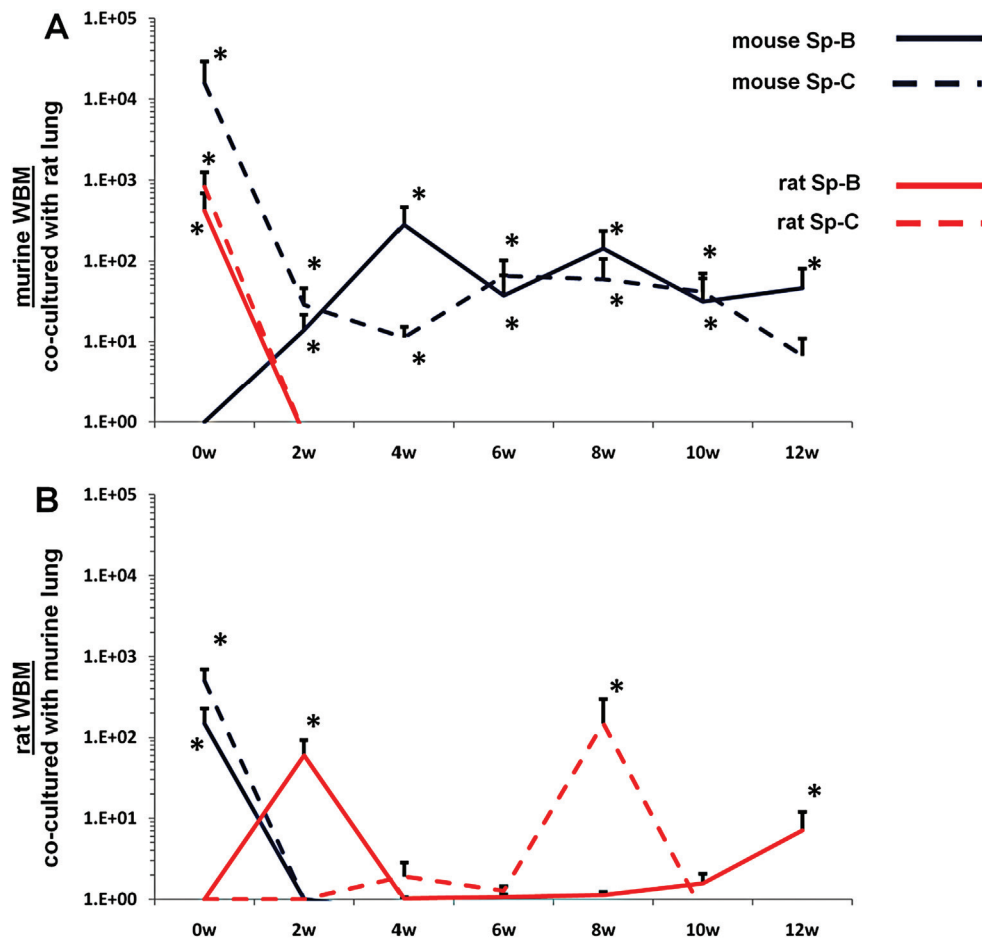 A
murine WBM
co-cultured with rat lung
1.E+05
1.E+04
1.E+03
1.E+02
1.E+01
1.E+00
* * * * * * * * * * * * * *
0w 2w 4w 6w 8w 10w 12w
mouse Sp-B
mouse Sp-C
rat Sp-B
rat Sp-C
B
rat WBM
co-cultured with murine lung
1.E+05
1.E+04
1.E+03
1.E+02
1.E+01
1.E+00
* * * * *
0w 2w 4w 6w 8w 10w 12w